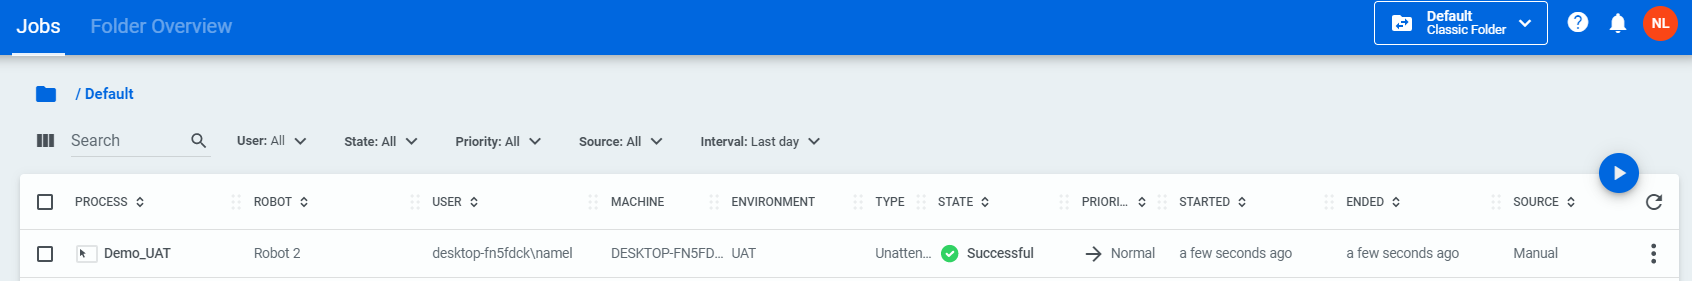 Jobs Folder Overview
Default
Classic Folder
NL
/ Default
Search User: All State: All Priority: All Source: All Interval: Last day
PROCESS ROBOT USER MACHINE ENVIRONMENT TYPE STATE PRIORI... STARTED ENDED SOURCE
Demo_UAT Robot 2 desktop-fn5fdck\namel DESKTOP-FN5FD... UAT Unatten... Successful Normal a few seconds ago a few seconds ago Manual